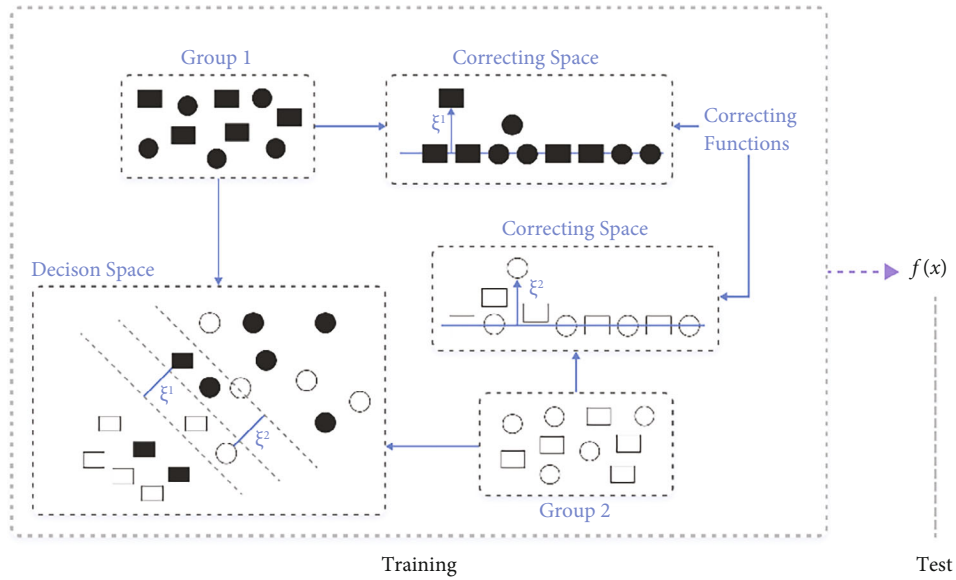 Group 1
Correcting Space
ξ¹
Correcting
Functions
Correcting Space
ξ²
Decison Space
f(x)
ξ¹
ξ²
Group 2
Training
Test